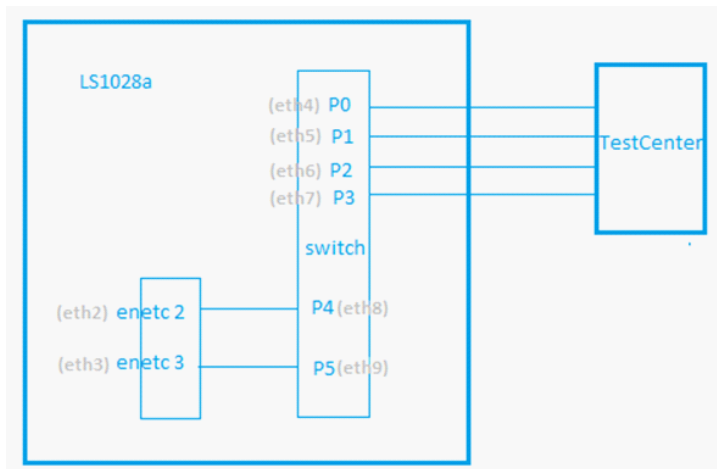 LS1028a
(eth4) P0
(eth5) P1
TestCenter
(eth6) P2
(eth7) P3
switch
(eth2) enetc 2
P4(eth8)
(eth3) enetc 3
P5(eth9)